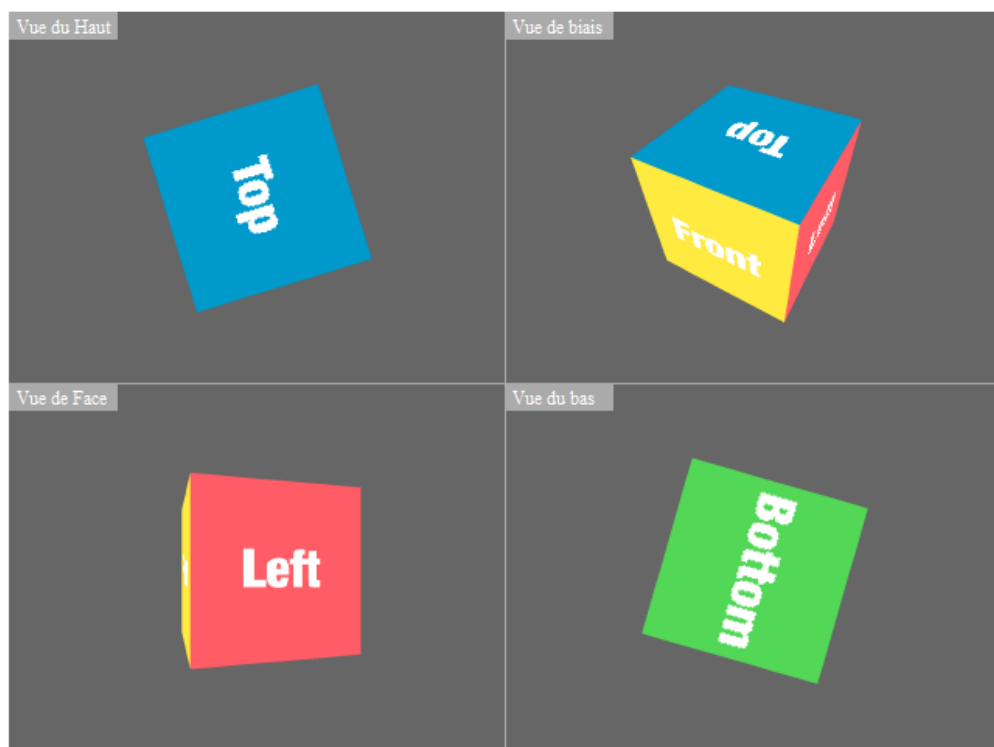 Vue du Haut
Vue de biais
Top
Top
Front
Vue de Face
Vue du bas
Left
Bottom